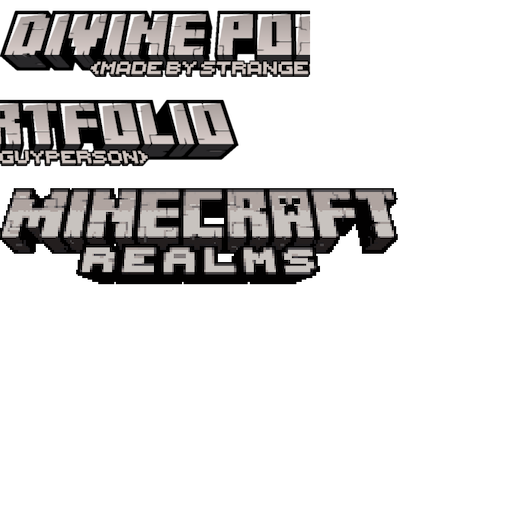 DIVINE PO
(MADE BY STRANGE
RTFOLIO
GUYPERSON)
MINECRAFT
REALMS